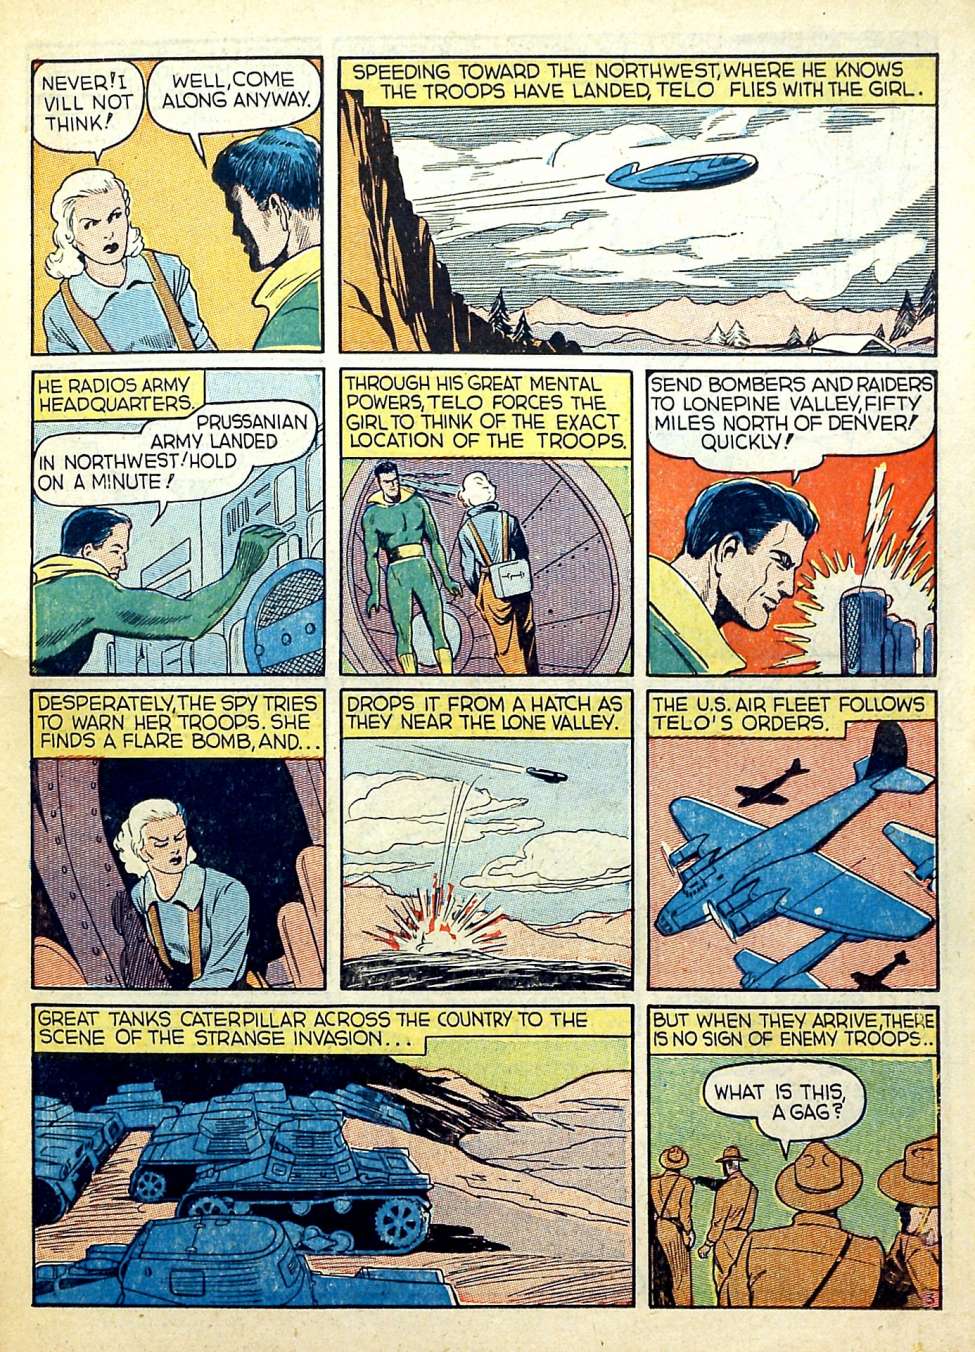 NEVER! I
VILL NOT
THINK!
WELL, COME
ALONG ANYWAY.
SPEEDING TOWARD THE NORTHWEST, WHERE HE KNOWS
THE TROOPS HAVE LANDED, TELO FLIES WITH THE GIRL.
HE RADIOS ARMY
HEADQUARTERS.
PRUSSANIAN
ARMY LANDED
IN NORTHWEST! HOLD
ON A MINUTE!
THROUGH HIS GREAT MENTAL
POWERS, TELO FORCES THE
GIRL TO THINK OF THE EXACT
LOCATION OF THE TROOPS.
SEND BOMBERS AND RAIDERS
TO LONEPINE VALLEY, FIFTY
MILES NORTH OF DENVER!
QUICKLY!
DESPERATELY, THE SPY TRIES
TO WARN HER TROOPS. SHE
FINDS A FLARE BOMB, AND...
DROPS IT FROM A HATCH AS
THEY NEAR THE LONE VALLEY.
THE U.S. AIR FLEET FOLLOWS
TELO'S ORDERS.
GREAT TANKS CATERPILLAR ACROSS THE COUNTRY TO THE
SCENE OF THE STRANGE INVASION...
BUT WHEN THEY ARRIVE, THERE
IS NO SIGN OF ENEMY TROOPS..
WHAT IS THIS,
A GAG?
3